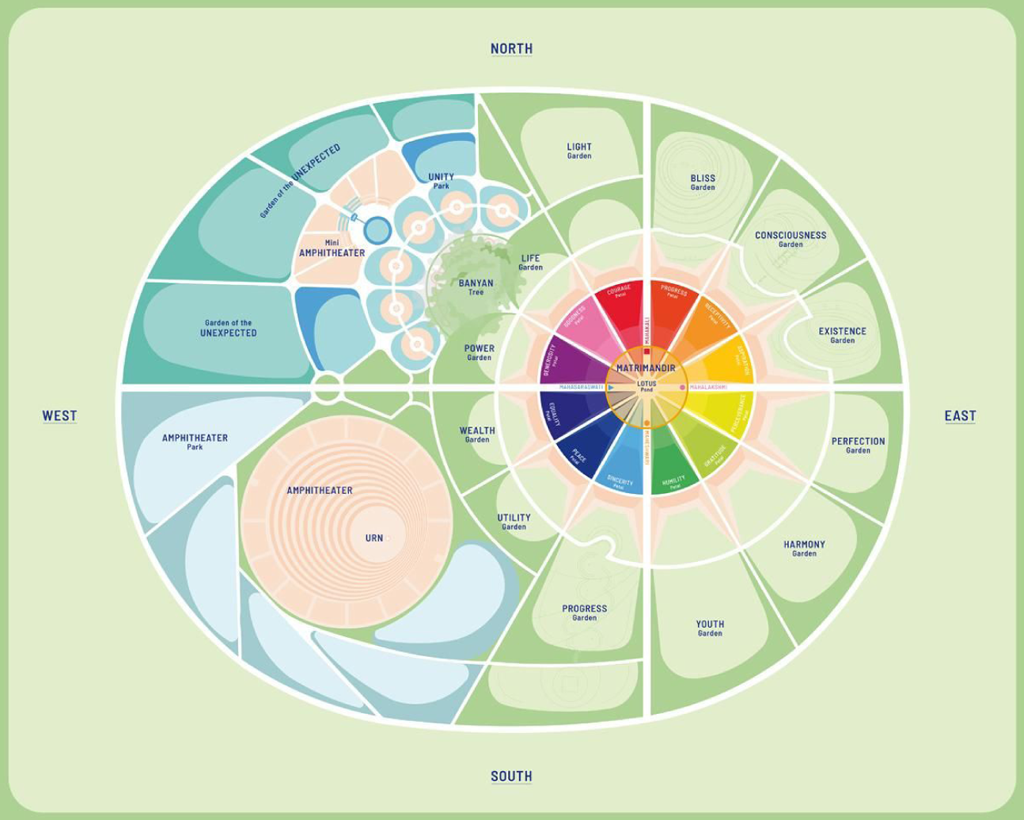 NORTH
LIGHT
Garden
BLISS
Garden
Garden of the UNEXPECTED
UNITY
Park
CONSCIOUSNESS
Garden
Mini
AMPHITHEATER
LIFE
Garden
BANYAN
Tree
COURAGE
Petal
PROGRESS
Petal
GOODNESS
Petal
RECEPTIVITY
Petal
Garden of the
UNEXPECTED
EXISTENCE
Garden
POWER
Garden
GENEROSITY
Petal
MAHAKALI
ASPIRATION
Petal
MATRIMANDIR
LOTUS
Pond
MAHASARASWATI
MAHALAKSHMI
WEST
EAST
EQUALITY
Petal
PERSEVERANCE
Petal
AMPHITHEATER
Park
WEALTH
Garden
PERFECTION
Garden
PEACE
Petal
MAHESHWARI
GRATITUDE
Petal
SINCERITY
Petal
HUMILITY
Petal
AMPHITHEATER
UTILITY
Garden
URN
HARMONY
Garden
PROGRESS
Garden
YOUTH
Garden
SOUTH